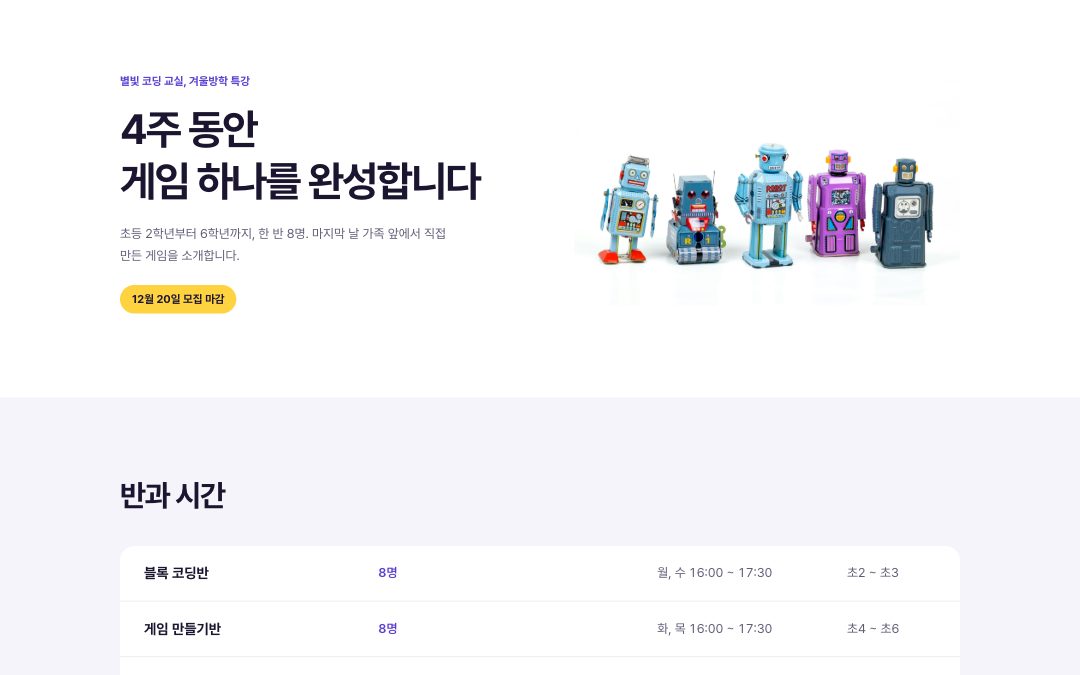 별빛 코딩 교실, 겨울방학 특강
4주 동안
게임 하나를 완성합니다
초등 2학년부터 6학년까지, 한 반 8명. 마지막 날 가족 앞에서 직접
만든 게임을 소개합니다.
12월 20일 모집 마감
ROBOT
R 1
반과 시간
블록 코딩반 8명 월, 수 16:00 ~ 17:30 초2 ~ 초3
게임 만들기반 8명 화, 목 16:00 ~ 17:30 초4 ~ 초6